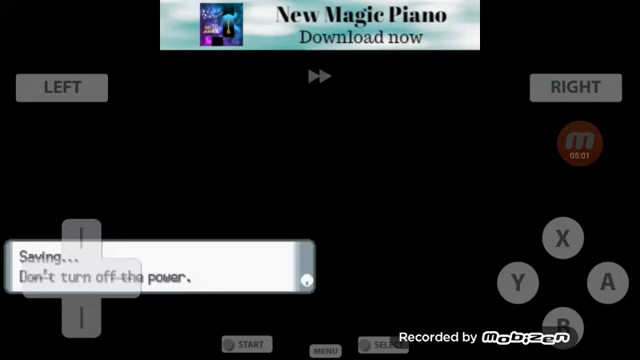 New Magic Piano
Download now
LEFT
RIGHT
05:01
X
Saving...
Don't turn off the power.
Y
A
B
START
MENU
SELECT
Recorded by MOBIZEN